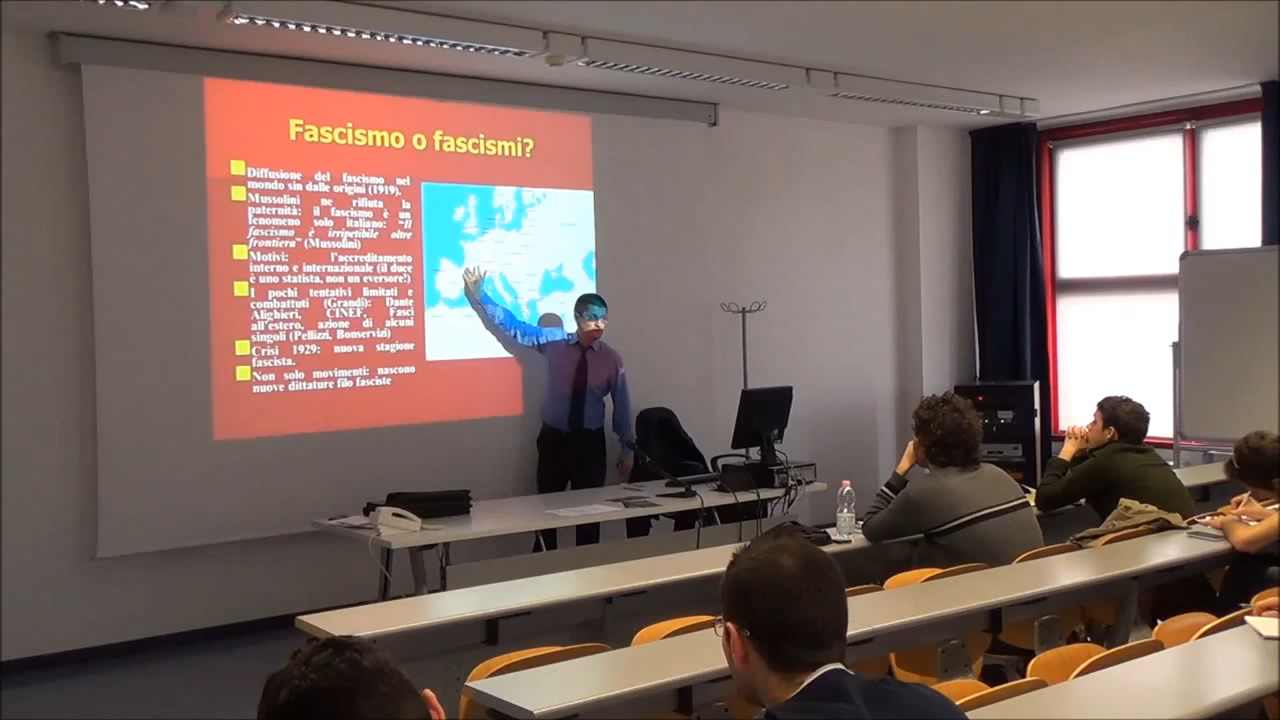 Fascismo o fascismi?
Diffusione del fascismo nel
mondo sin dalle origini (1919).
Mussolini ne rifiuta la
paternità: il fascismo è un
fenomeno solo italiano: "Il
fascismo è irripetibile oltre
frontiera" (Mussolini)
Motivi: l'accreditamento
interno e internazionale (il duce
è uno statista, non un eversore!)
I pochi tentativi limitati e
combattuti (Grandi): Dante
Alighieri, CINEF, Fasci
all'estero, azione di alcuni
singoli (Pellizzi, Bonservizi)
Crisi 1929: nuova stagione
fascista.
Non solo movimenti: nascono
nuove dittature filo fasciste